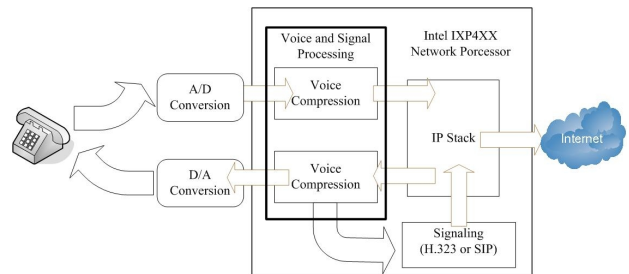 Voice and Signal
Processing
Intel IXP4XX
Network Porcessor
A/D
Conversion
Voice
Compression
IP Stack
Internet
D/A
Conversion
Voice
Compression
Signaling
(H.323 or SIP)